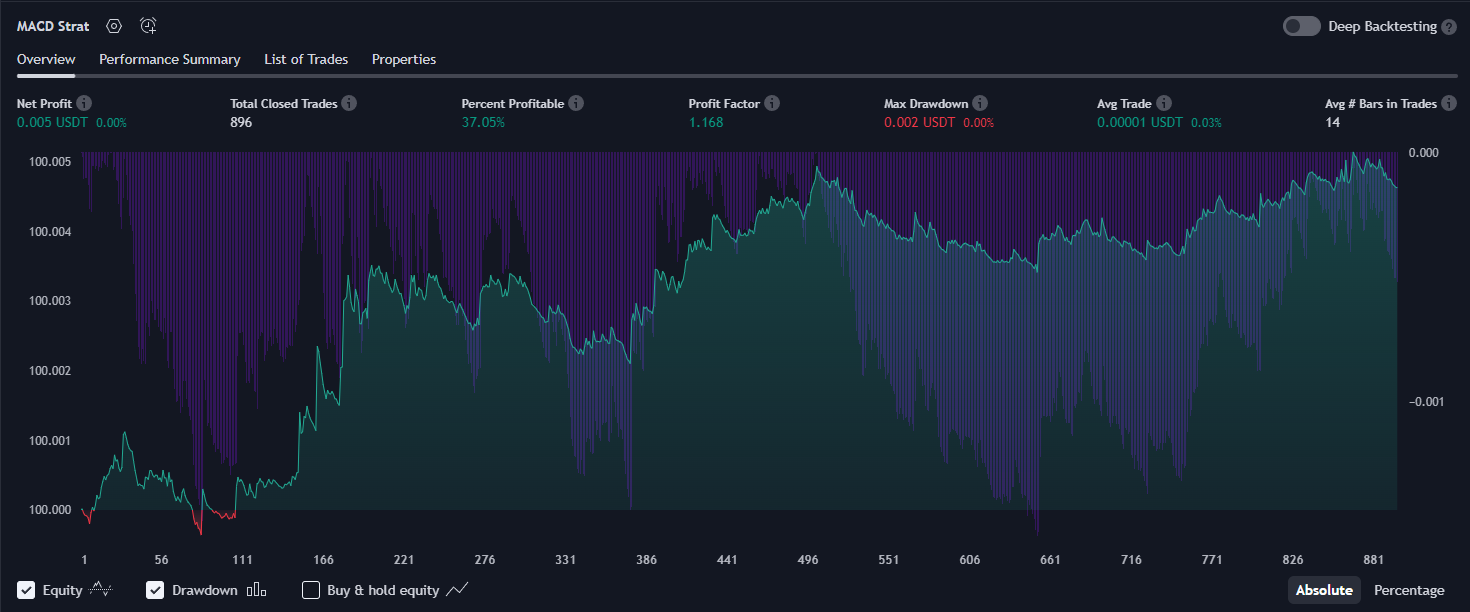 MACD Strat
Deep Backtesting ?
Overview Performance Summary List of Trades Properties
Net Profit Total Closed Trades Percent Profitable Profit Factor Max Drawdown Avg Trade Avg # Bars in Trades
0.005 USDT 0.00% 896 37.05% 1.168 0.002 USDT 0.00% 0.00001 USDT 0.03% 14
100.005 0.000
100.004
100.003
100.002
−0.001
100.001
100.000
1 56 111 166 221 276 331 386 441 496 551 606 661 716 771 826 881
Equity Drawdown Buy & hold equity Absolute Percentage